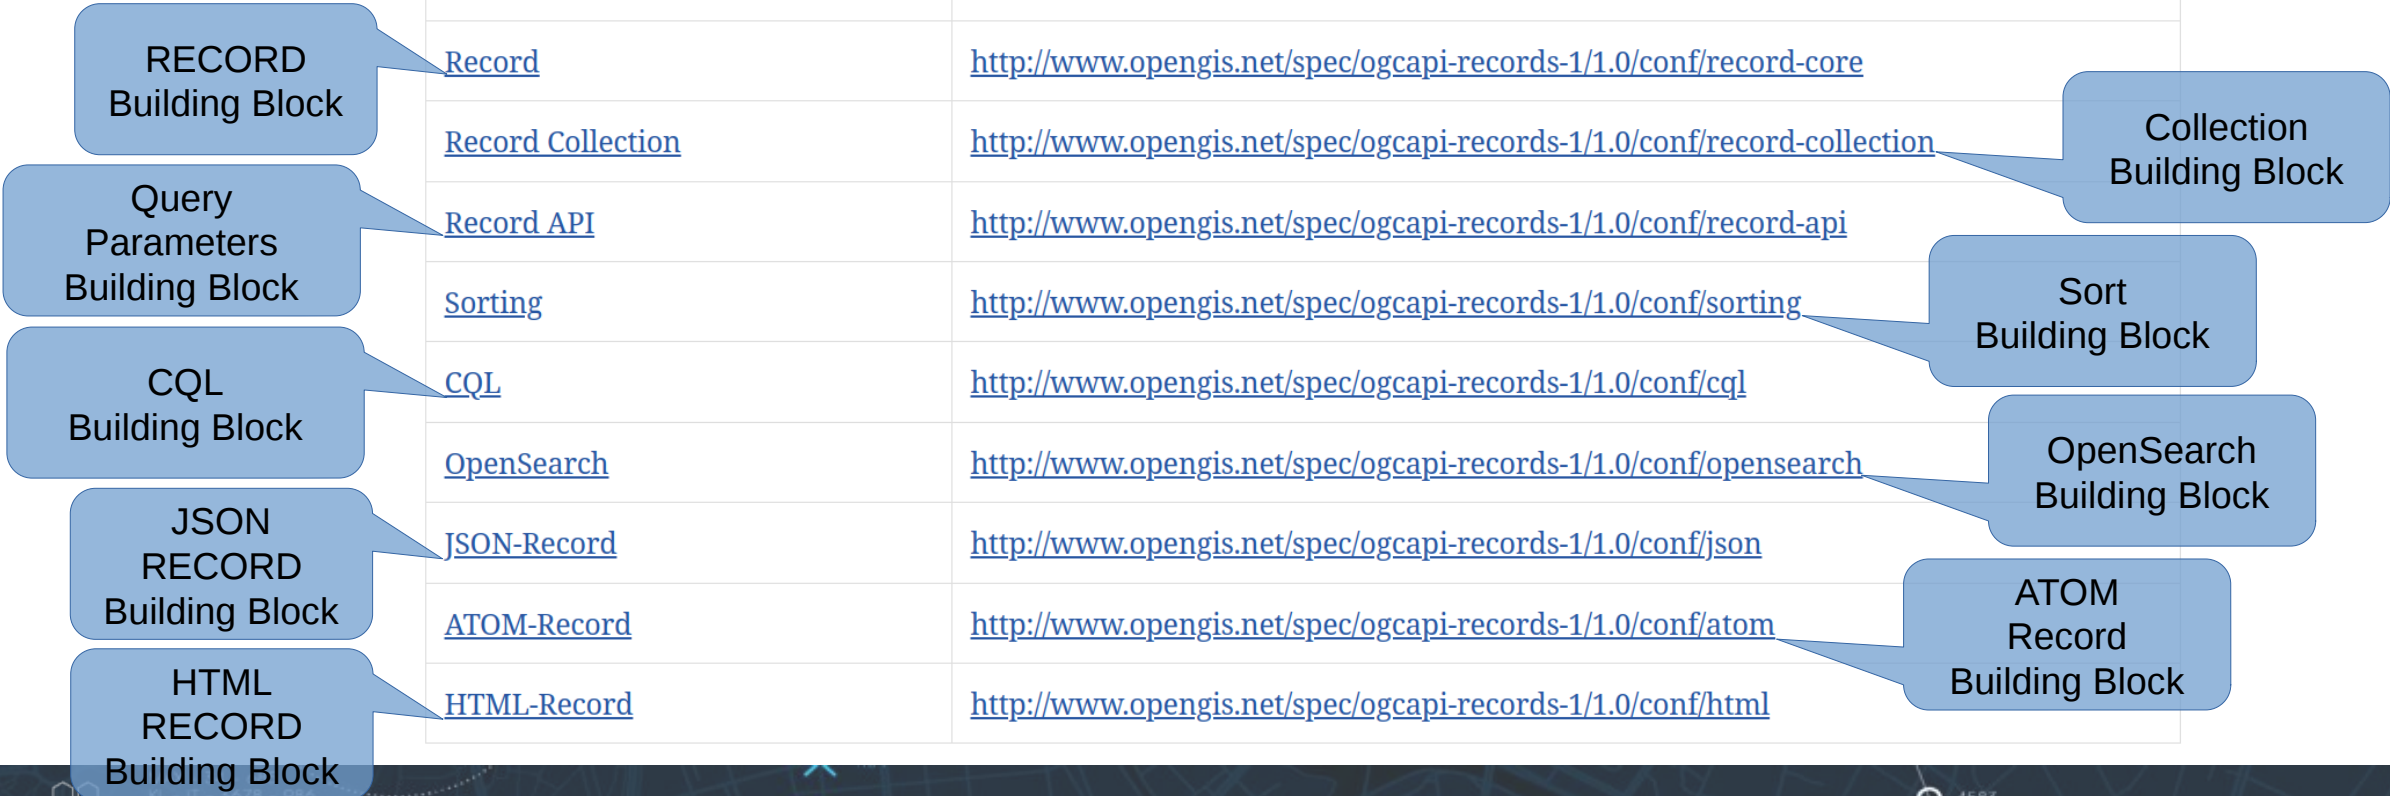 RECORD
Building Block
Record
http://www.opengis.net/spec/ogcapi-records-1/1.0/conf/record-core
Record Collection
http://www.opengis.net/spec/ogcapi-records-1/1.0/conf/record-collection
Collection
Building Block
Query
Parameters
Building Block
Record API
http://www.opengis.net/spec/ogcapi-records-1/1.0/conf/record-api
Sorting
http://www.opengis.net/spec/ogcapi-records-1/1.0/conf/sorting
Sort
Building Block
CQL
Building Block
CQL
http://www.opengis.net/spec/ogcapi-records-1/1.0/conf/cql
OpenSearch
http://www.opengis.net/spec/ogcapi-records-1/1.0/conf/opensearch
OpenSearch
Building Block
JSON
RECORD
Building Block
JSON-Record
http://www.opengis.net/spec/ogcapi-records-1/1.0/conf/json
ATOM-Record
http://www.opengis.net/spec/ogcapi-records-1/1.0/conf/atom
ATOM
Record
Building Block
HTML
RECORD
Building Block
HTML-Record
http://www.opengis.net/spec/ogcapi-records-1/1.0/conf/html